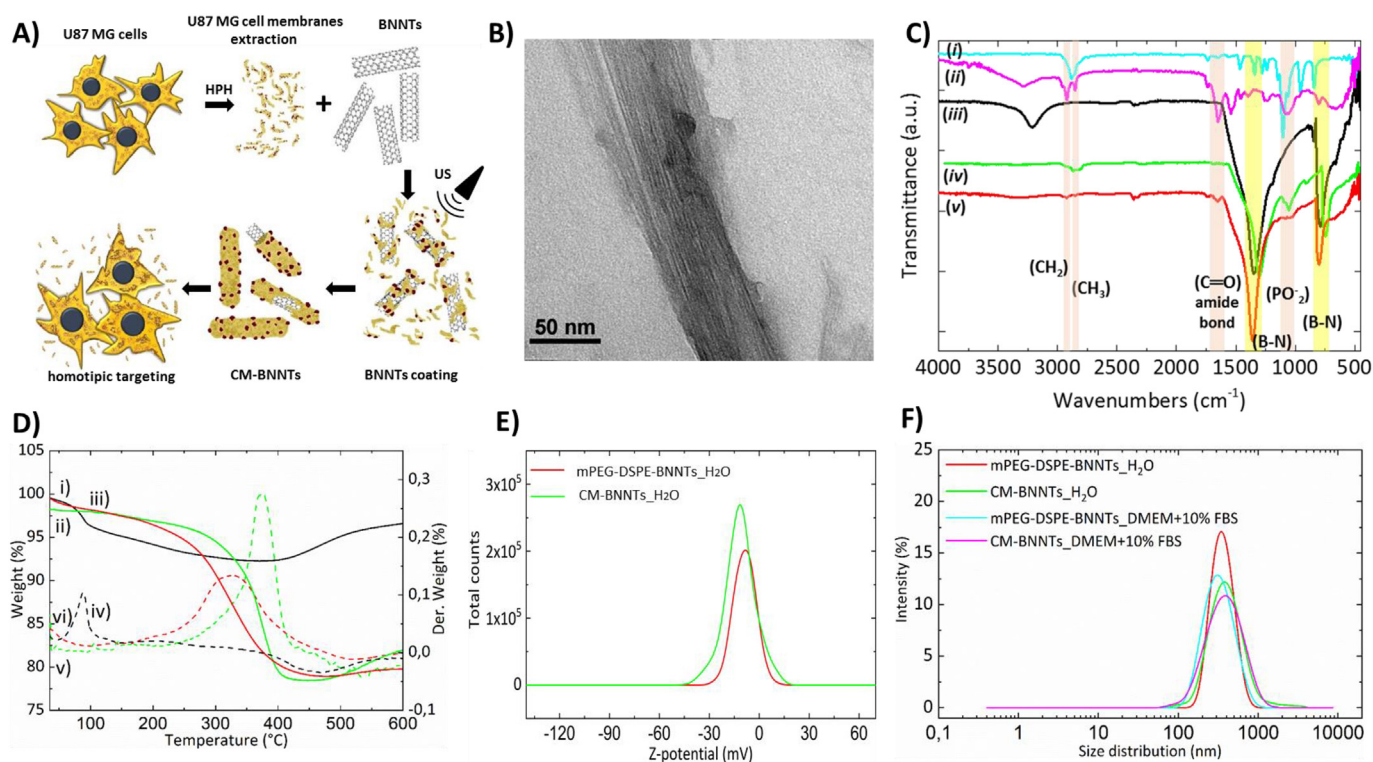 A)
U87 MG cells
U87 MG cell membranes
extraction
BNNTs
HPH
+
US
homotipic targeting
CM-BNNTs
BNNTs coating
B)
50 nm
C)
(i)
(ii)
(iii)
(iv)
(v)
(CH2)
(CH3)
(C=O)
amide
bond
(PO-2)
(B-N)
(B-N)
Transmittance (a.u.)
4000 3500 3000 2500 2000 1500 1000 500
Wavenumbers (cm-1)
D)
105
100
95
90
85
80
75
Weight (%)
i)
iii)
ii)
vi)
iv)
v)
0,3
0,2
0,1
0,0
-0,1
Der. Weight (%)
100 200 300 400 500 600
Temperature (°C)
E)
mPEG-DSPE-BNNTs_H2O
CM-BNNTs_H2O
3x10⁵
2x10⁵
1x10⁵
0
Total counts
-120 -90 -60 -30 0 30 60
Z-potential (mV)
F)
mPEG-DSPE-BNNTs_H2O
CM-BNNTs_H2O
mPEG-DSPE-BNNTs_DMEM+10% FBS
CM-BNNTs_DMEM+10% FBS
25
20
15
10
5
0
Intensity (%)
0,1 1 10 100 1000 10000
Size distribution (nm)